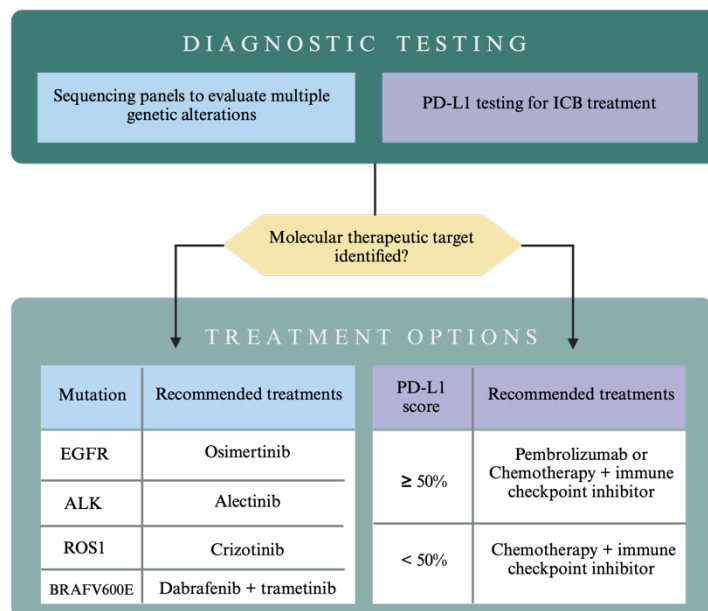 DIAGNOSTIC TESTING
Sequencing panels to evaluate multiple
genetic alterations
PD-L1 testing for ICB treatment
Molecular therapeutic target
identified?
TREATMENT OPTIONS
Mutation
Recommended treatments
EGFR
Osimertinib
ALK
Alectinib
ROS1
Crizotinib
BRAFV600E
Dabrafenib + trametinib
PD-L1
score
Recommended treatments
≥ 50%
Pembrolizumab or
Chemotherapy + immune
checkpoint inhibitor
< 50%
Chemotherapy + immune
checkpoint inhibitor